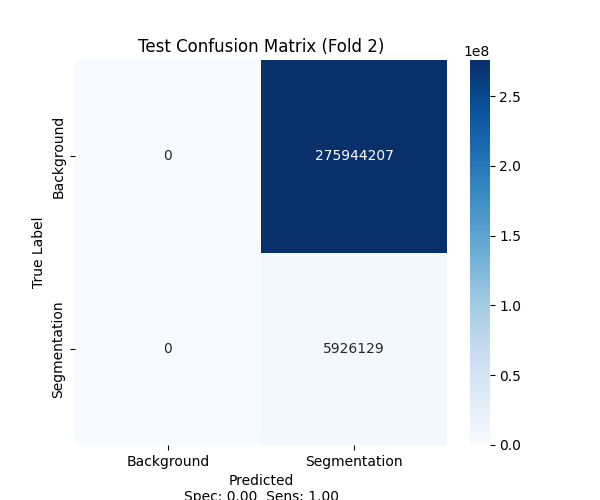 Test Confusion Matrix (Fold 2)
1e8
Background
0
275944207
2.5
2.0
1.5
True Label
1.0
Segmentation
0
5926129
0.5
0.0
Background
Segmentation
Predicted
Spec: 0.00, Sens: 1.00